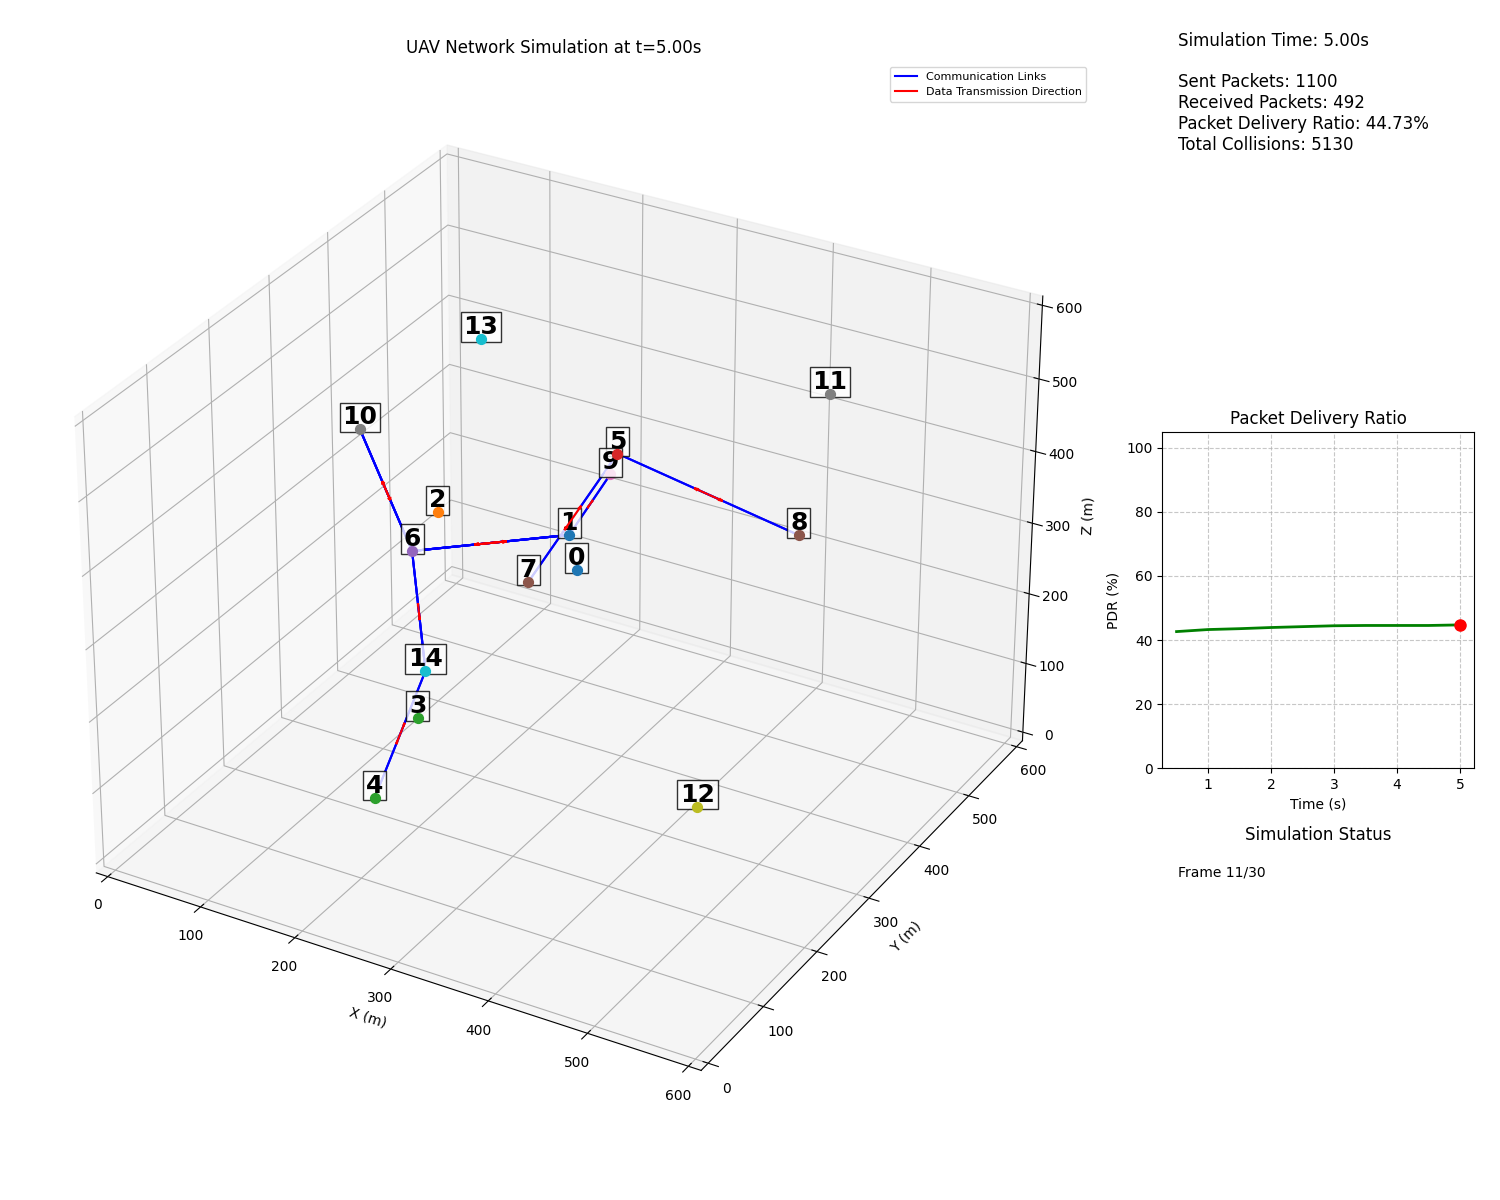 UAV Network Simulation at t=5.00s
Communication Links
Data Transmission Direction
Simulation Time: 5.00s
Sent Packets: 1100
Received Packets: 492
Packet Delivery Ratio: 44.73%
Total Collisions: 5130
13
11
10
5
9
2
1
8
6
0
7
14
3
4
12
600
500
400
300
200
100
0
Z (m)
0
100
200
300
400
500
600
X (m)
0
100
200
300
400
500
600
Y (m)
Packet Delivery Ratio
100
80
60
40
20
0
PDR (%)
1
2
3
4
5
Time (s)
Simulation Status
Frame 11/30